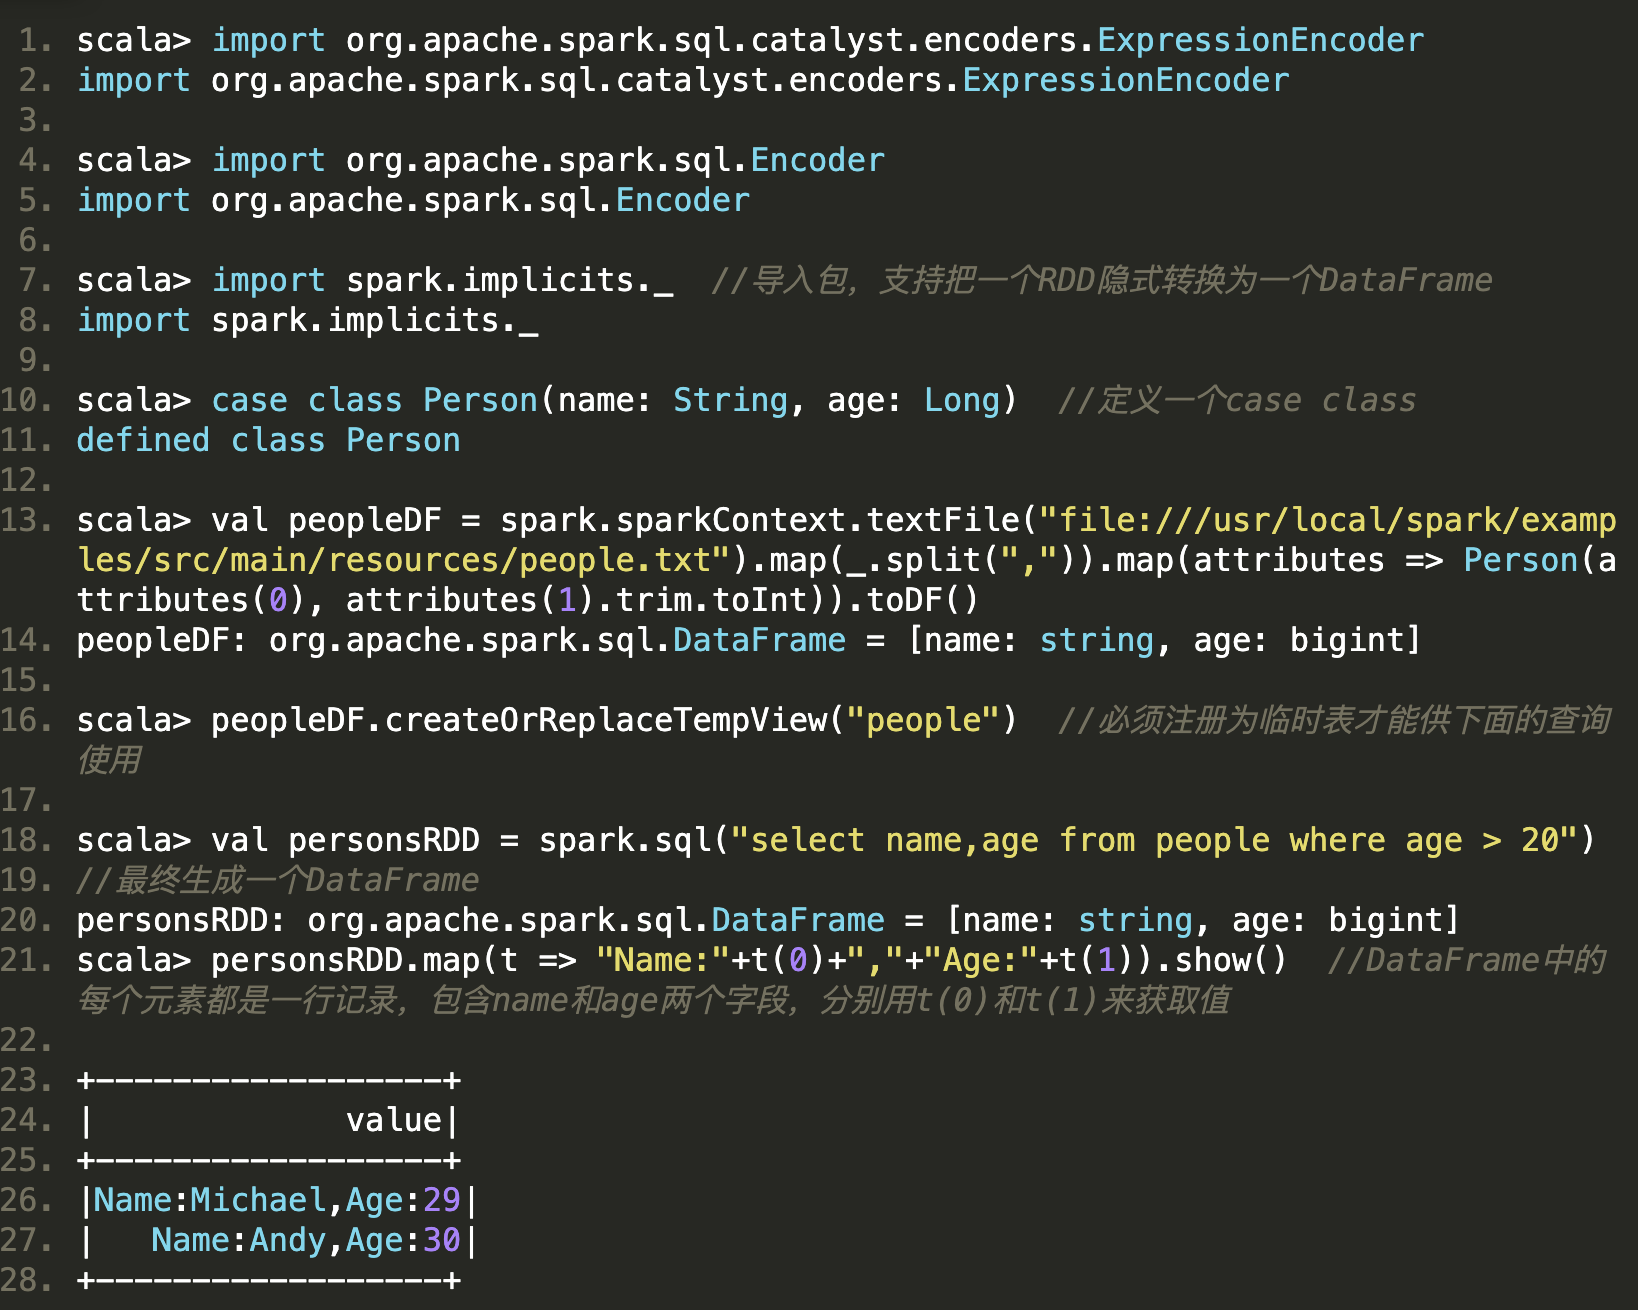 1. scala> import org.apache.spark.sql.catalyst.encoders.ExpressionEncoder
2. import org.apache.spark.sql.catalyst.encoders.ExpressionEncoder
3.
4. scala> import org.apache.spark.sql.Encoder
5. import org.apache.spark.sql.Encoder
6.
7. scala> import spark.implicits._  //导入包，支持把一个RDD隐式转换为一个DataFrame
8. import spark.implicits._
9.
10. scala> case class Person(name: String, age: Long)  //定义一个case class
11. defined class Person
12.
13. scala> val peopleDF = spark.sparkContext.textFile("file:///usr/local/spark/examp
les/src/main/resources/people.txt").map(_.split(",")).map(attributes => Person(a
ttributes(0), attributes(1).trim.toInt)).toDF()
14. peopleDF: org.apache.spark.sql.DataFrame = [name: string, age: bigint]
15.
16. scala> peopleDF.createOrReplaceTempView("people")  //必须注册为临时表才能供下面的查询
使用
17.
18. scala> val personsRDD = spark.sql("select name,age from people where age > 20")
19. //最终生成一个DataFrame
20. personsRDD: org.apache.spark.sql.DataFrame = [name: string, age: bigint]
21. scala> personsRDD.map(t => "Name:"+t(0)+","+"Age:"+t(1)).show()  //DataFrame中的
每个元素都是一行记录，包含name和age两个字段，分别用t(0)和t(1)来获取值
22.
23. +------------------+
24. |             value|
25. +------------------+
26. |Name:Michael,Age:29|
27. |   Name:Andy,Age:30|
28. +------------------+